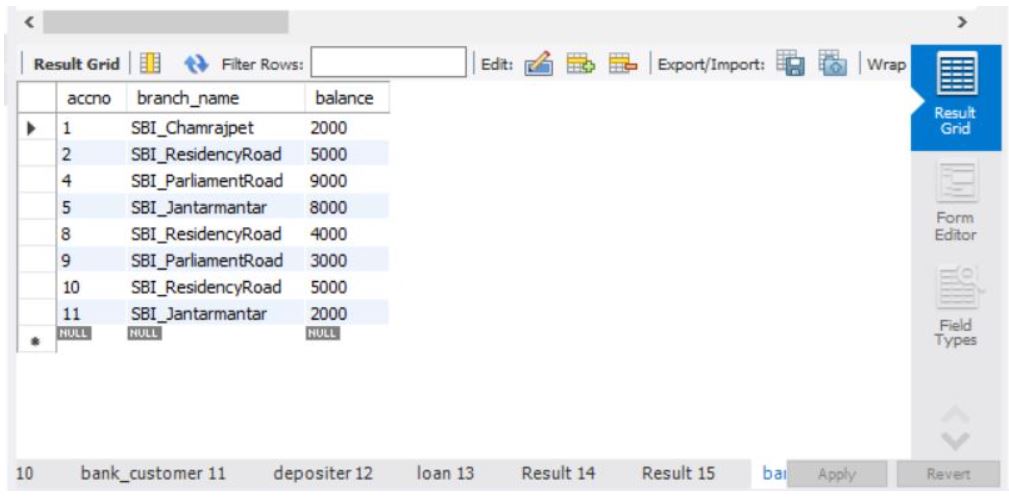 Result Grid Filter Rows: Edit: Export/Import: Wrap
accno branch_name balance
1 SBI_Chamrajpet 2000
2 SBI_ResidencyRoad 5000
4 SBI_ParliamentRoad 9000
5 SBI_Jantarmantar 8000
8 SBI_ResidencyRoad 4000
9 SBI_ParliamentRoad 3000
10 SBI_ResidencyRoad 5000
11 SBI_Jantarmantar 2000
NULL NULL NULL
Result
Grid
Form
Editor
Field
Types
10 bank_customer 11 depositer 12 loan 13 Result 14 Result 15 Apply Revert